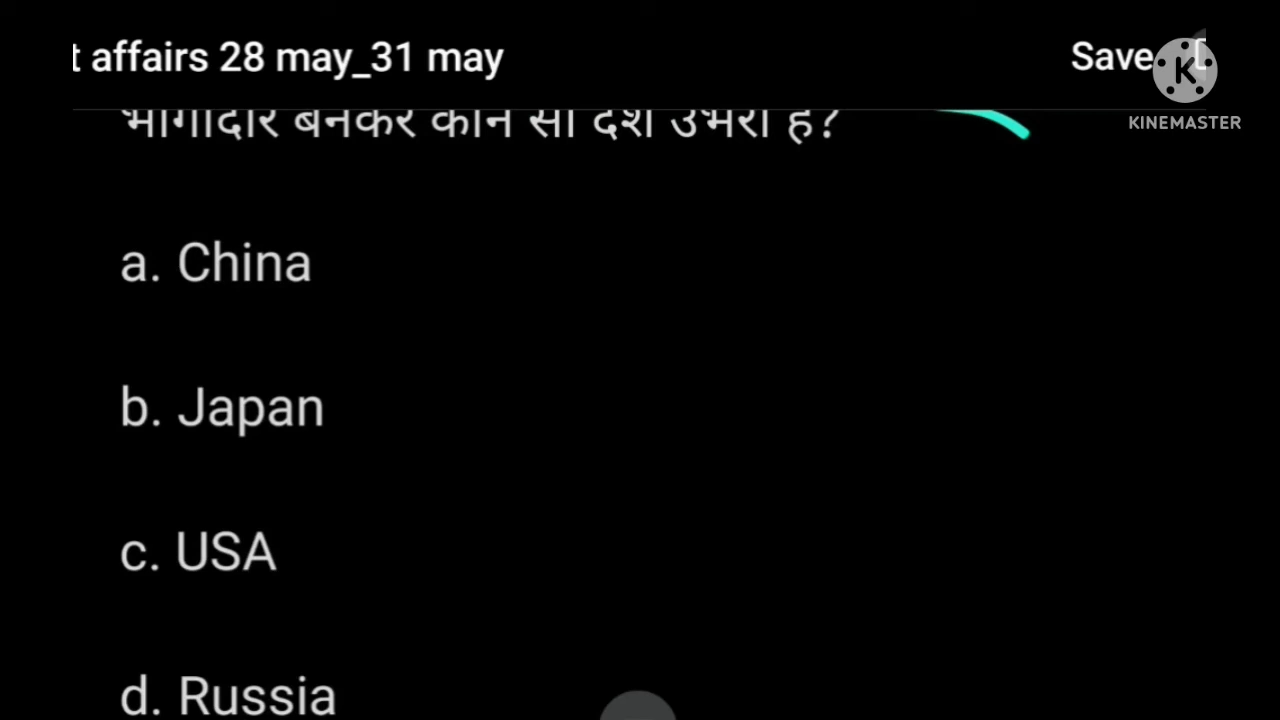 t affairs 28 may_31 may
Save
KINEMASTER
भागीदार बनकर कौन सा देश उभरा है?
a. China
b. Japan
c. USA
d. Russia